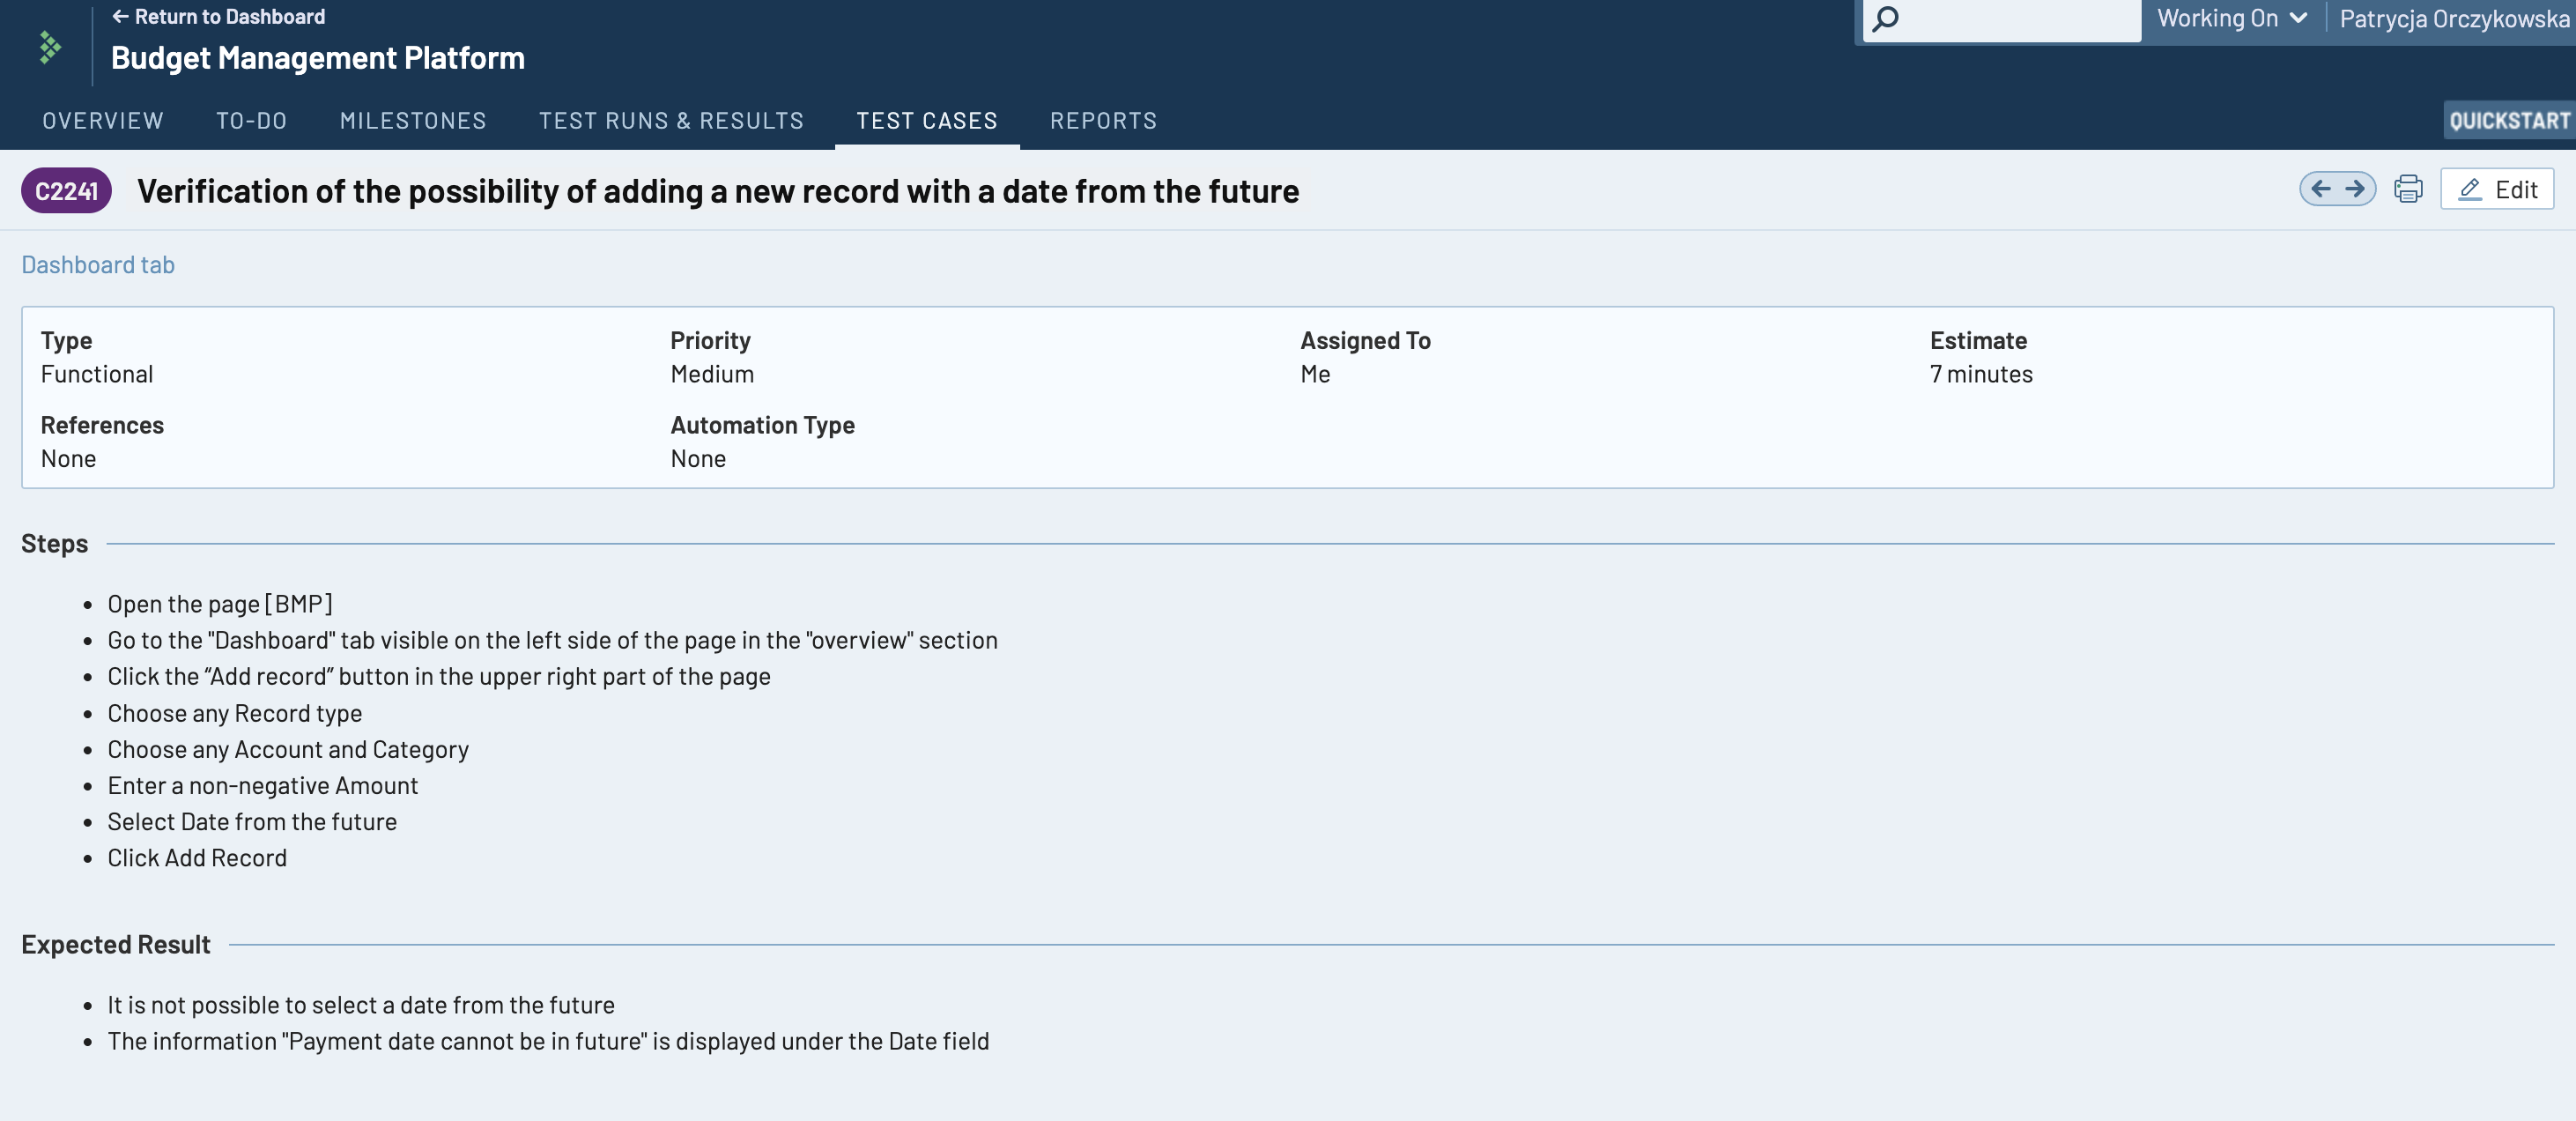 ← Return to Dashboard
Budget Management Platform
Working On
Patrycja Orczykowska
OVERVIEW TO-DO MILESTONES TEST RUNS & RESULTS TEST CASES REPORTS
QUICKSTART
C2241 Verification of the possibility of adding a new record with a date from the future
Edit
Dashboard tab
Type Priority Assigned To Estimate
Functional Medium Me 7 minutes
References Automation Type
None None
Steps
• Open the page [BMP]
• Go to the "Dashboard" tab visible on the left side of the page in the "overview" section
• Click the “Add record” button in the upper right part of the page
• Choose any Record type
• Choose any Account and Category
• Enter a non-negative Amount
• Select Date from the future
• Click Add Record
Expected Result
• It is not possible to select a date from the future
• The information "Payment date cannot be in future" is displayed under the Date field